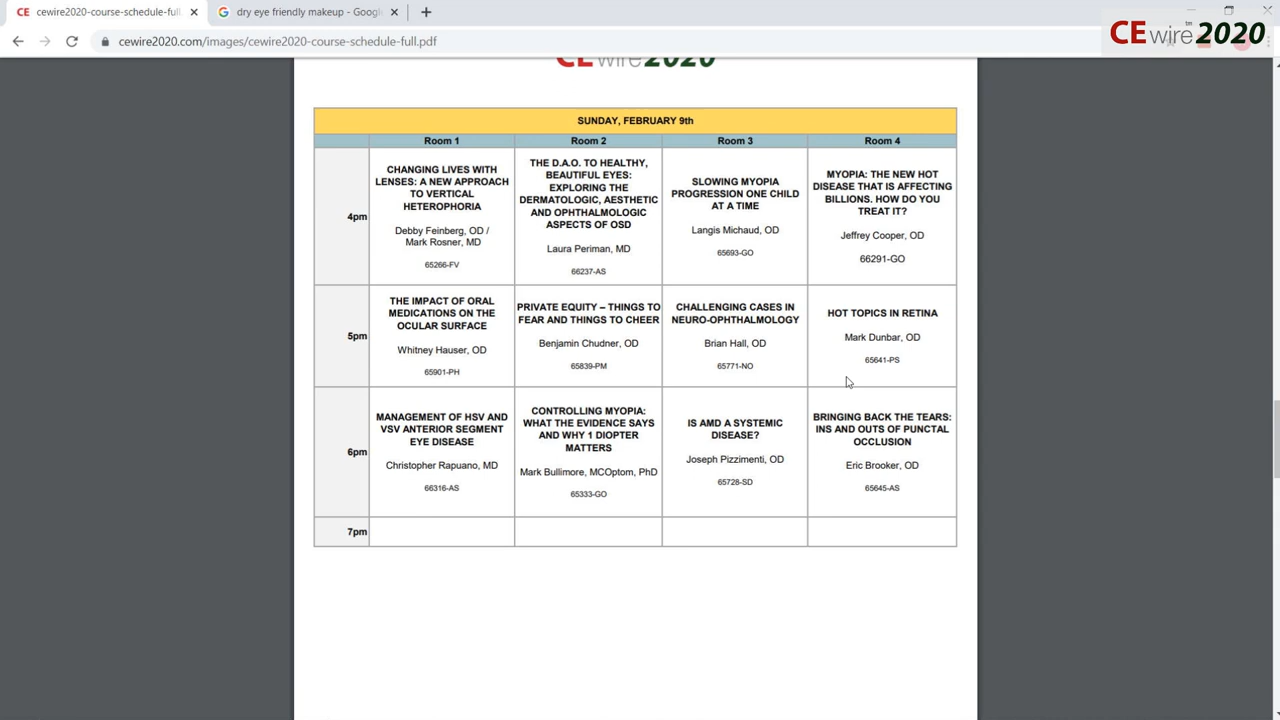 CE cewire2020-course-schedule-full
dry eye friendly makeup - Googl
cewire2020.com/images/cewire2020-course-schedule-full.pdf
CEwire™2020
CEwire2020
SUNDAY, FEBRUARY 9th
Room 1
Room 2
Room 3
Room 4
4pm
CHANGING LIVES WITH
LENSES: A NEW APPROACH
TO VERTICAL
HETEROPHORIA
Debby Feinberg, OD /
Mark Rosner, MD
65266-FV
THE D.A.O. TO HEALTHY,
BEAUTIFUL EYES:
EXPLORING THE
DERMATOLOGIC, AESTHETIC
AND OPHTHALMOLOGIC
ASPECTS OF OSD
Laura Periman, MD
66237-AS
SLOWING MYOPIA
PROGRESSION ONE CHILD
AT A TIME
Langis Michaud, OD
65693-GO
MYOPIA: THE NEW HOT
DISEASE THAT IS AFFECTING
BILLIONS. HOW DO YOU
TREAT IT?
Jeffrey Cooper, OD
66291-GO
5pm
THE IMPACT OF ORAL
MEDICATIONS ON THE
OCULAR SURFACE
Whitney Hauser, OD
65901-PH
PRIVATE EQUITY – THINGS TO
FEAR AND THINGS TO CHEER
Benjamin Chudner, OD
65839-PM
CHALLENGING CASES IN
NEURO-OPHTHALMOLOGY
Brian Hall, OD
65771-NO
HOT TOPICS IN RETINA
Mark Dunbar, OD
65641-PS
6pm
MANAGEMENT OF HSV AND
VSV ANTERIOR SEGMENT
EYE DISEASE
Christopher Rapuano, MD
66316-AS
CONTROLLING MYOPIA:
WHAT THE EVIDENCE SAYS
AND WHY 1 DIOPTER
MATTERS
Mark Bullimore, MCOptom, PhD
65333-GO
IS AMD A SYSTEMIC
DISEASE?
Joseph Pizzimenti, OD
65728-SD
BRINGING BACK THE TEARS:
INS AND OUTS OF PUNCTAL
OCCLUSION
Eric Brooker, OD
65645-AS
7pm